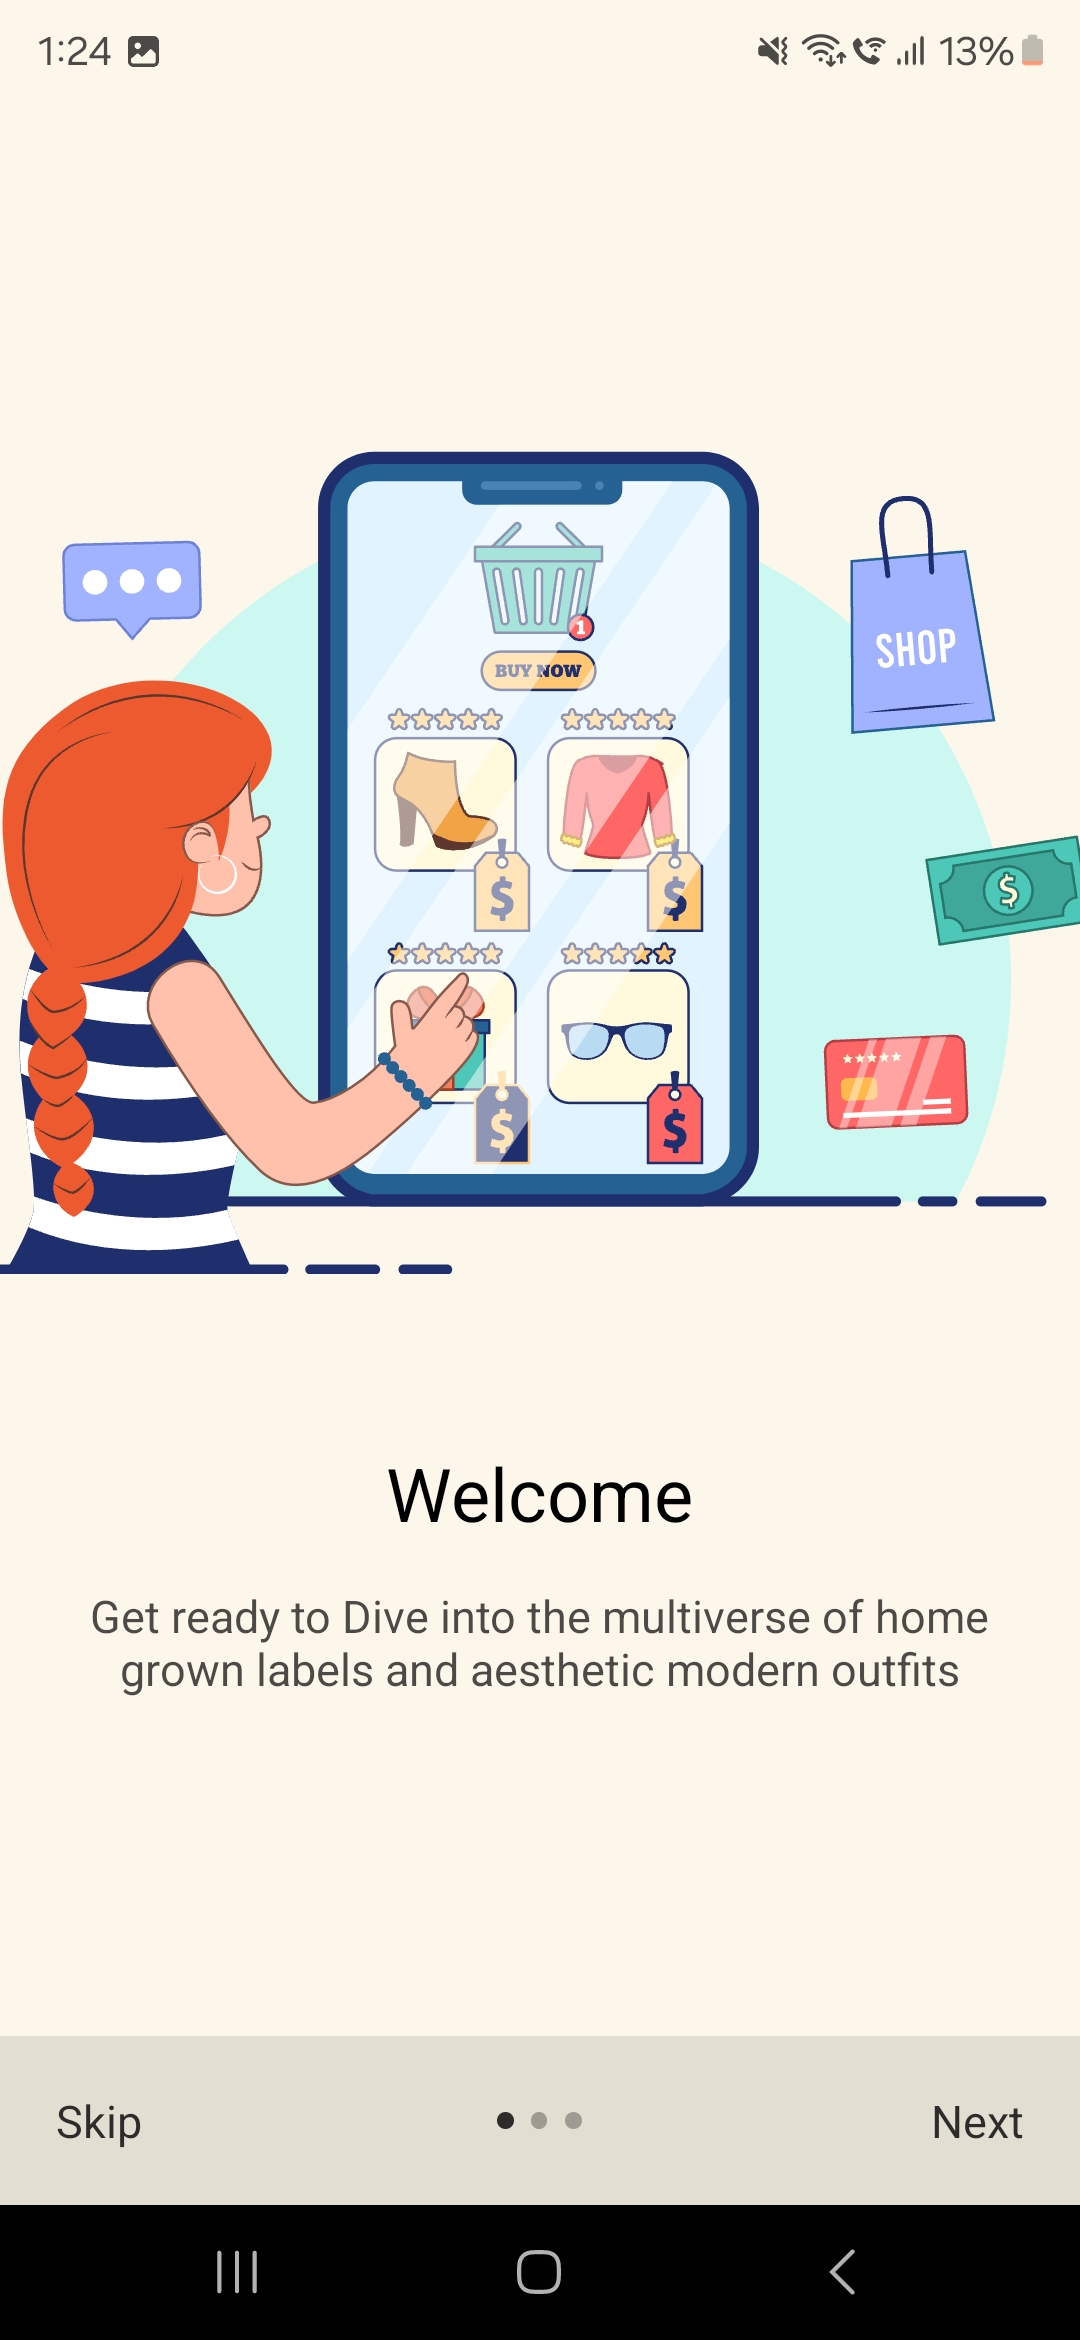 1:24
13%
1
BUY NOW
SHOP
$
$
$
$
$
Welcome
Get ready to Dive into the multiverse of home
grown labels and aesthetic modern outfits
Skip
Next